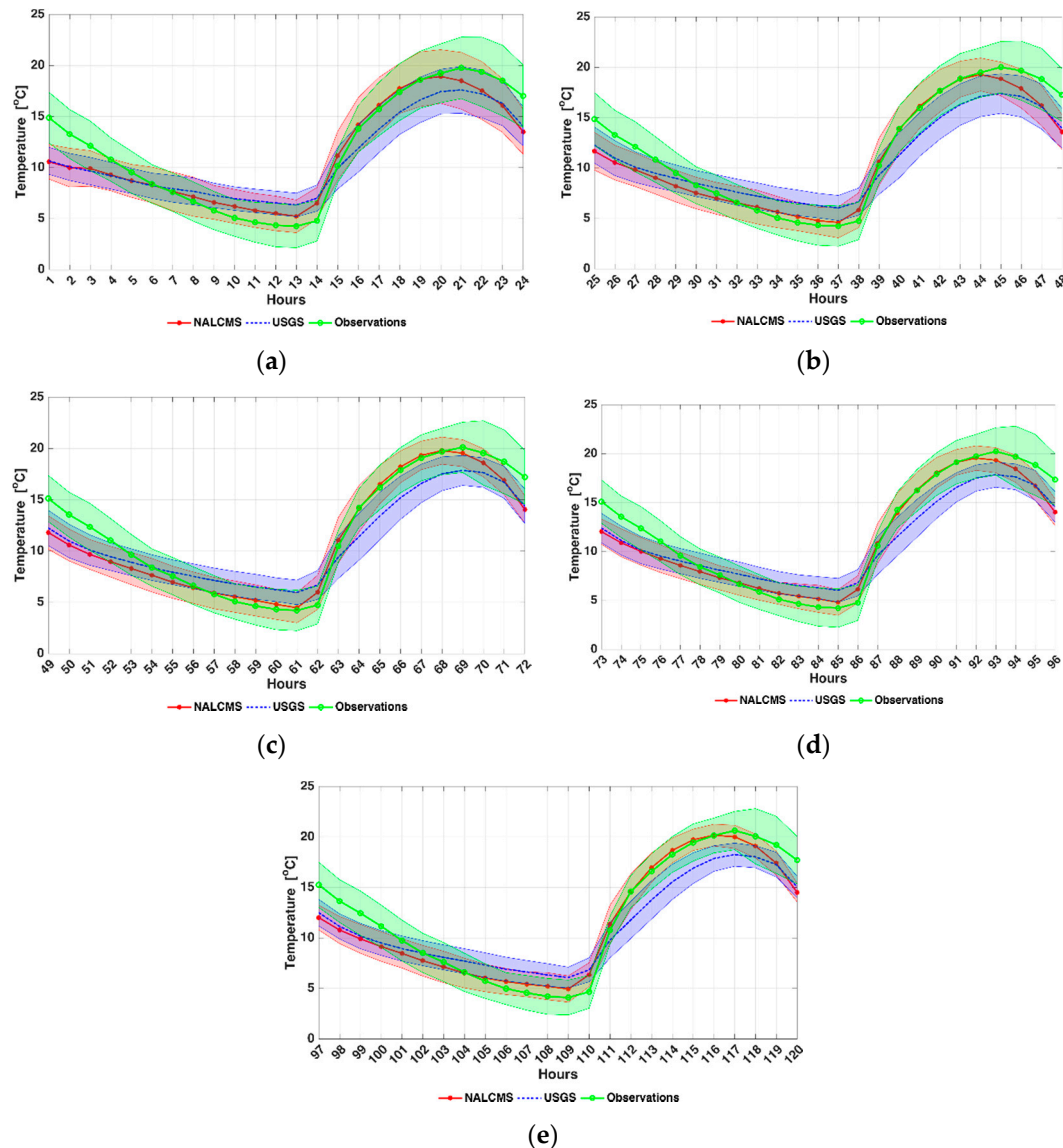 25
20
15
10
5
0
Temperature [°C]
1 2 3 4 5 6 7 8 9 10 11 12 13 14 15 16 17 18 19 20 21 22 23 24
Hours
NALCMS USGS Observations
(a)
25
20
15
10
5
0
Temperature [°C]
25 26 27 28 29 30 31 32 33 34 35 36 37 38 39 40 41 42 43 44 45 46 47 48
Hours
NALCMS USGS Observations
(b)
25
20
15
10
5
0
Temperature [°C]
49 50 51 52 53 54 55 56 57 58 59 60 61 62 63 64 65 66 67 68 69 70 71 72
Hours
NALCMS USGS Observations
(c)
25
20
15
10
5
0
Temperature [°C]
73 74 75 76 77 78 79 80 81 82 83 84 85 86 87 88 89 90 91 92 93 94 95 96
Hours
NALCMS USGS Observations
(d)
25
20
15
10
5
0
Temperature [°C]
97 98 99 100 101 102 103 104 105 106 107 108 109 110 111 112 113 114 115 116 117 118 119 120
Hours
NALCMS USGS Observations
(e)